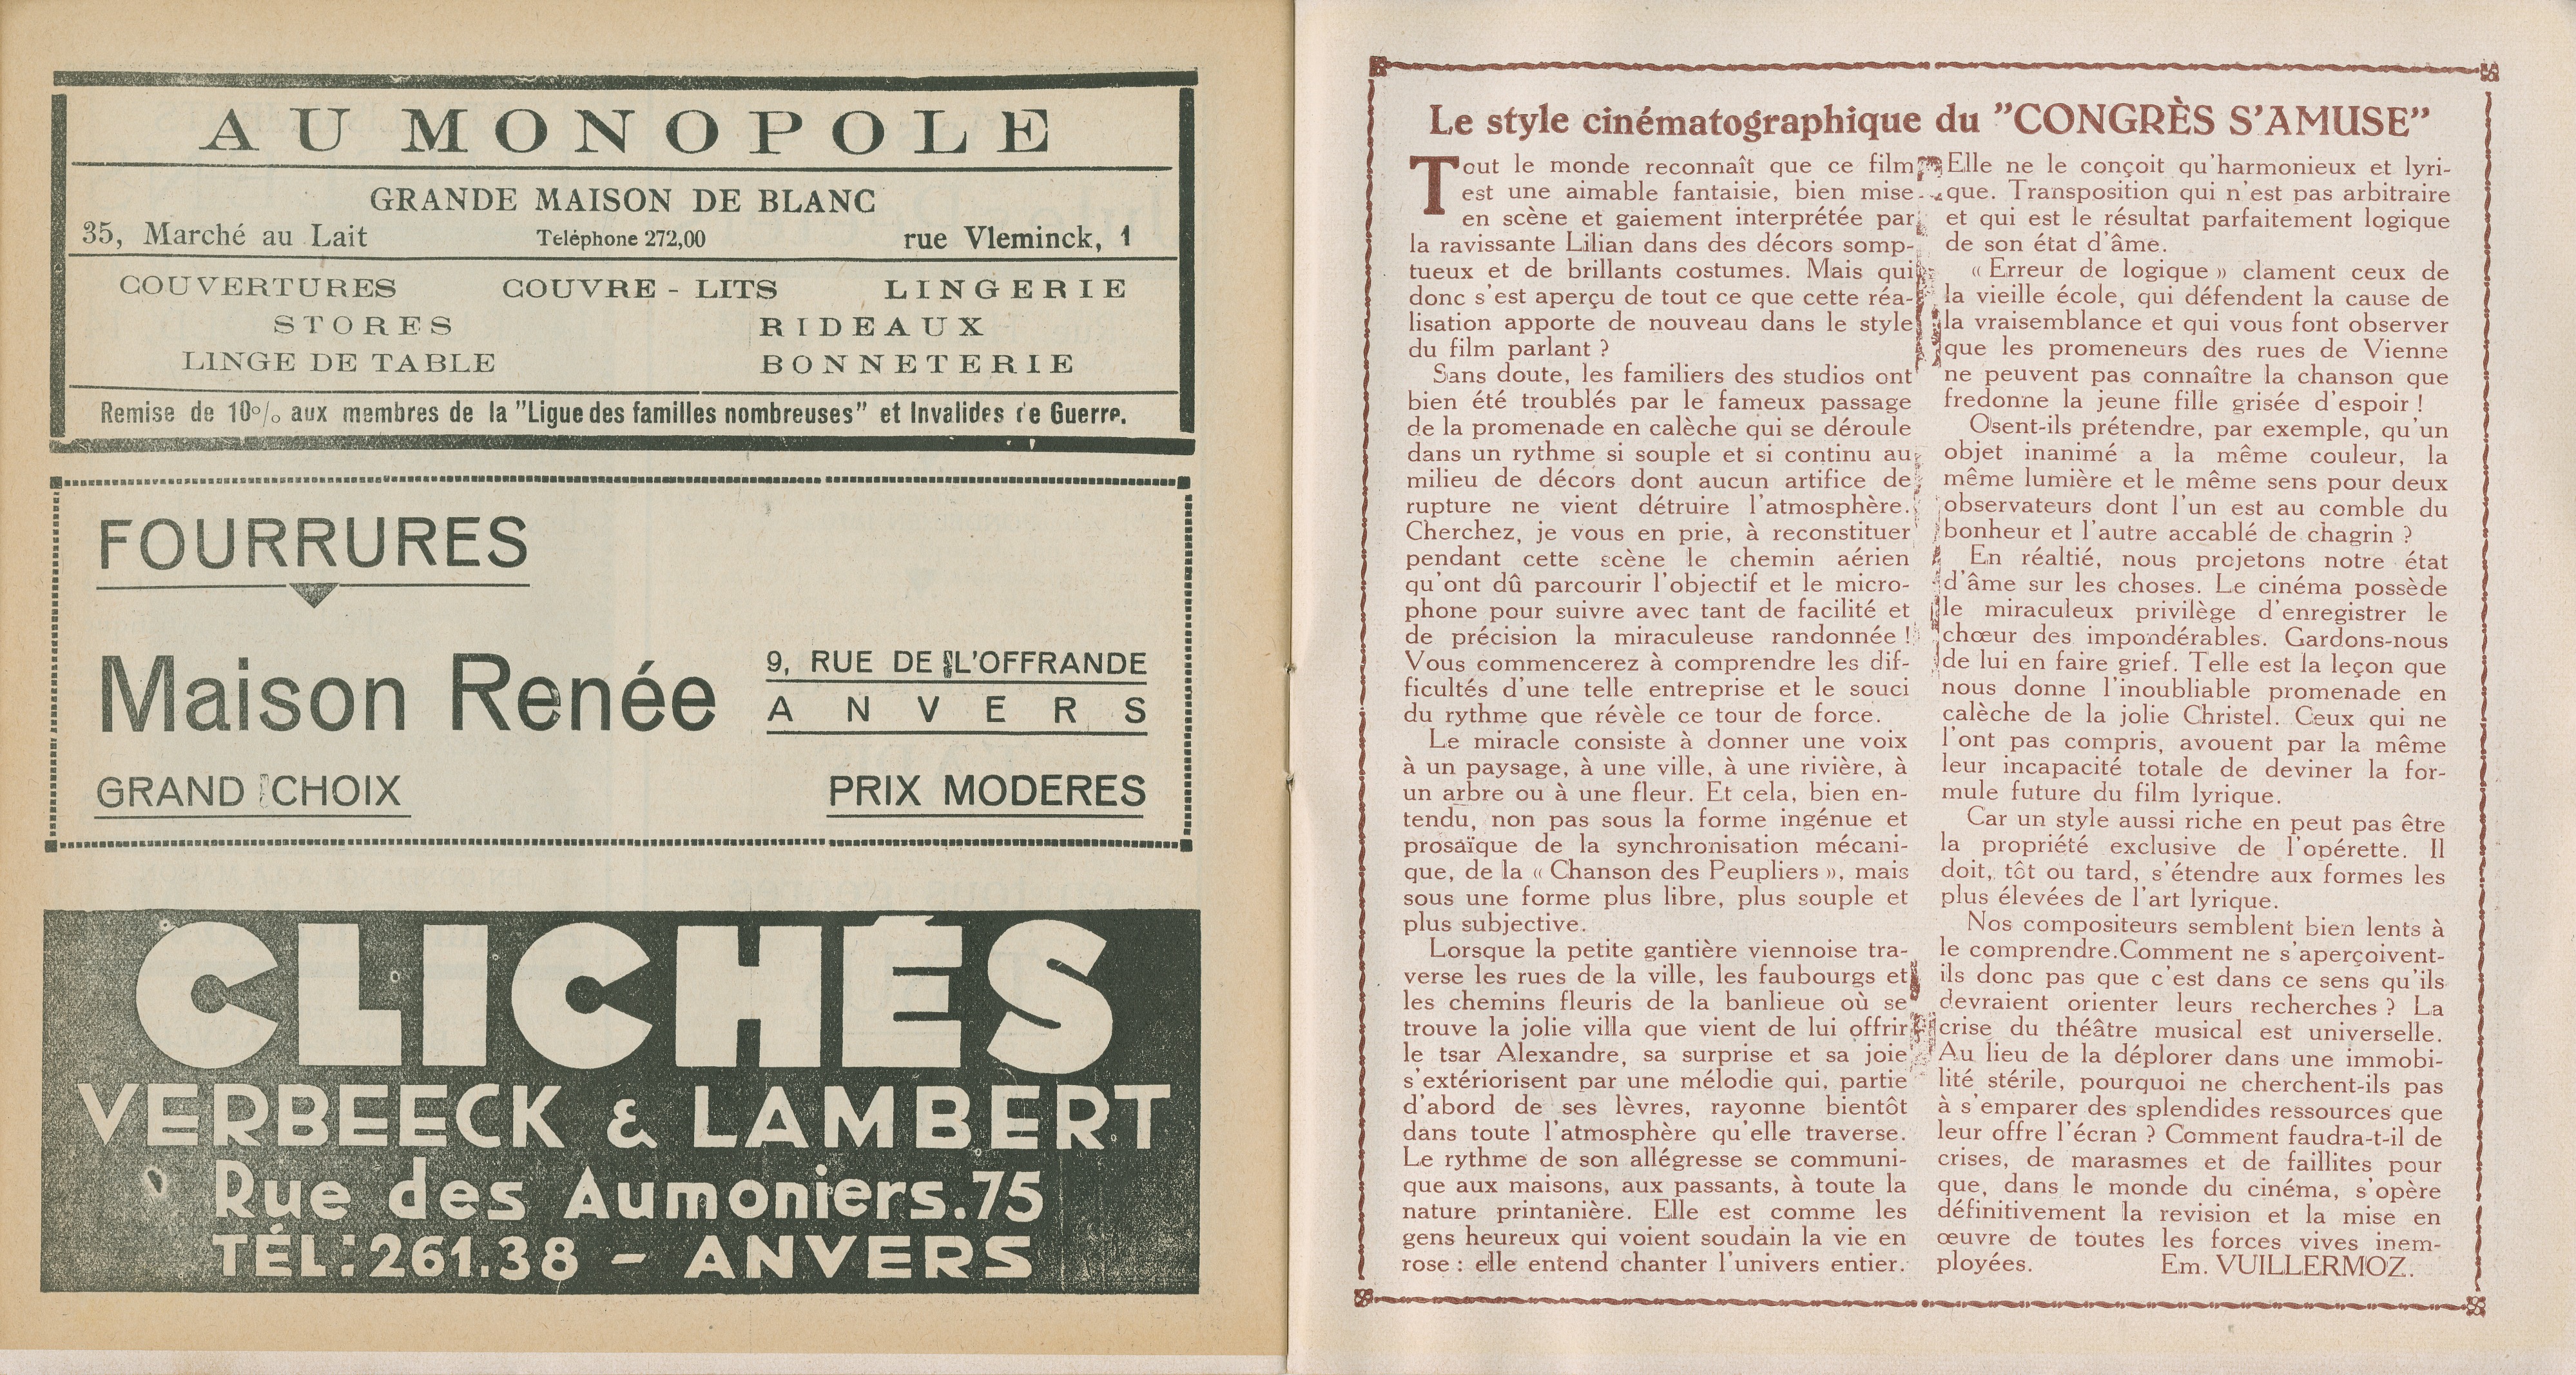 AU MONOPOLE
GRANDE MAISON DE BLANC
35, Marché au Lait Teléphone 272,00 rue Vleminck, 1
COUVERTURES COUVRE - LITS LINGERIE
STORES RIDEAUX
LINGE DE TABLE BONNETERIE
Remise de 10% aux membres de la "Ligue des familles nombreuses" et Invalides de Guerre.
FOURRURES
Maison Renée
9, RUE DE L'OFFRANDE
ANVERS
GRAND CHOIX PRIX MODERES
CLICHÉS
VERBEECK & LAMBERT
Rue des Aumoniers.75
TÉL: 261.38 - ANVERS
Le style cinématographique du "CONGRÈS S'AMUSE"
Tout le monde reconnaît que ce film
est une aimable fantaisie, bien mise
en scène et gaiement interprétée par
la ravissante Lilian dans des décors somp-
tueux et de brillants costumes. Mais qui
donc s'est aperçu de tout ce que cette réa-
lisation apporte de nouveau dans le style
du film parlant ?
Sans doute, les familiers des studios ont
bien été troublés par le fameux passage
de la promenade en calèche qui se déroule
dans un rythme si souple et si continu au
milieu de décors dont aucun artifice de
rupture ne vient détruire l'atmosphère.
Cherchez, je vous en prie, à reconstituer
pendant cette scène le chemin aérien
qu'ont dû parcourir l'objectif et le micro-
phone pour suivre avec tant de facilité et
de précision la miraculeuse randonnée !
Vous commencerez à comprendre les dif-
ficultés d'une telle entreprise et le souci
du rythme que révèle ce tour de force.
Le miracle consiste à donner une voix
à un paysage, à une ville, à une rivière, à
un arbre ou à une fleur. Et cela, bien en-
tendu, non pas sous la forme ingénue et
prosaïque de la synchronisation mécani-
que, de la « Chanson des Peupliers », mais
sous une forme plus libre, plus souple et
plus subjective.
Lorsque la petite gantière viennoise tra-
verse les rues de la ville, les faubourgs et
les chemins fleuris de la banlieue où se
trouve la jolie villa que vient de lui offrir
le tsar Alexandre, sa surprise et sa joie
s'extériorisent par une mélodie qui, partie
d'abord de ses lèvres, rayonne bientôt
dans toute l'atmosphère qu'elle traverse.
Le rythme de son allégresse se communi-
que aux maisons, aux passants, à toute la
nature printanière. Elle est comme les
gens heureux qui voient soudain la vie en
rose : elle entend chanter l'univers entier.
Elle ne le conçoit qu'harmonieux et lyri-
que. Transposition qui n'est pas arbitraire
et qui est le résultat parfaitement logique
de son état d'âme.
« Erreur de logique » clament ceux de
la vieille école, qui défendent la cause de
la vraisemblance et qui vous font observer
que les promeneurs des rues de Vienne
ne peuvent pas connaître la chanson que
fredonne la jeune fille grisée d'espoir !
Osent-ils prétendre, par exemple, qu'un
objet inanimé a la même couleur, la
même lumière et le même sens pour deux
observateurs dont l'un est au comble du
bonheur et l'autre accablé de chagrin ?
En réaltié, nous projetons notre état
d'âme sur les choses. Le cinéma possède
le miraculeux privilège d'enregistrer le
chœur des impondérables. Gardons-nous
de lui en faire grief. Telle est la leçon que
nous donne l'inoubliable promenade en
calèche de la jolie Christel. Ceux qui ne
l'ont pas compris, avouent par la même
leur incapacité totale de deviner la for-
mule future du film lyrique.
Car un style aussi riche en peut pas être
la propriété exclusive de l'opérette. Il
doit, tôt ou tard, s'étendre aux formes les
plus élevées de l'art lyrique.
Nos compositeurs semblent bien lents à
le comprendre.Comment ne s'aperçoivent-
ils donc pas que c'est dans ce sens qu'ils
devraient orienter leurs recherches ? La
crise du théâtre musical est universelle.
Au lieu de la déplorer dans une immobi-
lité stérile, pourquoi ne cherchent-ils pas
à s'emparer des splendides ressources que
leur offre l'écran ? Comment faudra-t-il de
crises, de marasmes et de faillites pour
que, dans le monde du cinéma, s'opère
définitivement la revision et la mise en
œuvre de toutes les forces vives inem-
ployées. Em. VUILLERMOZ.